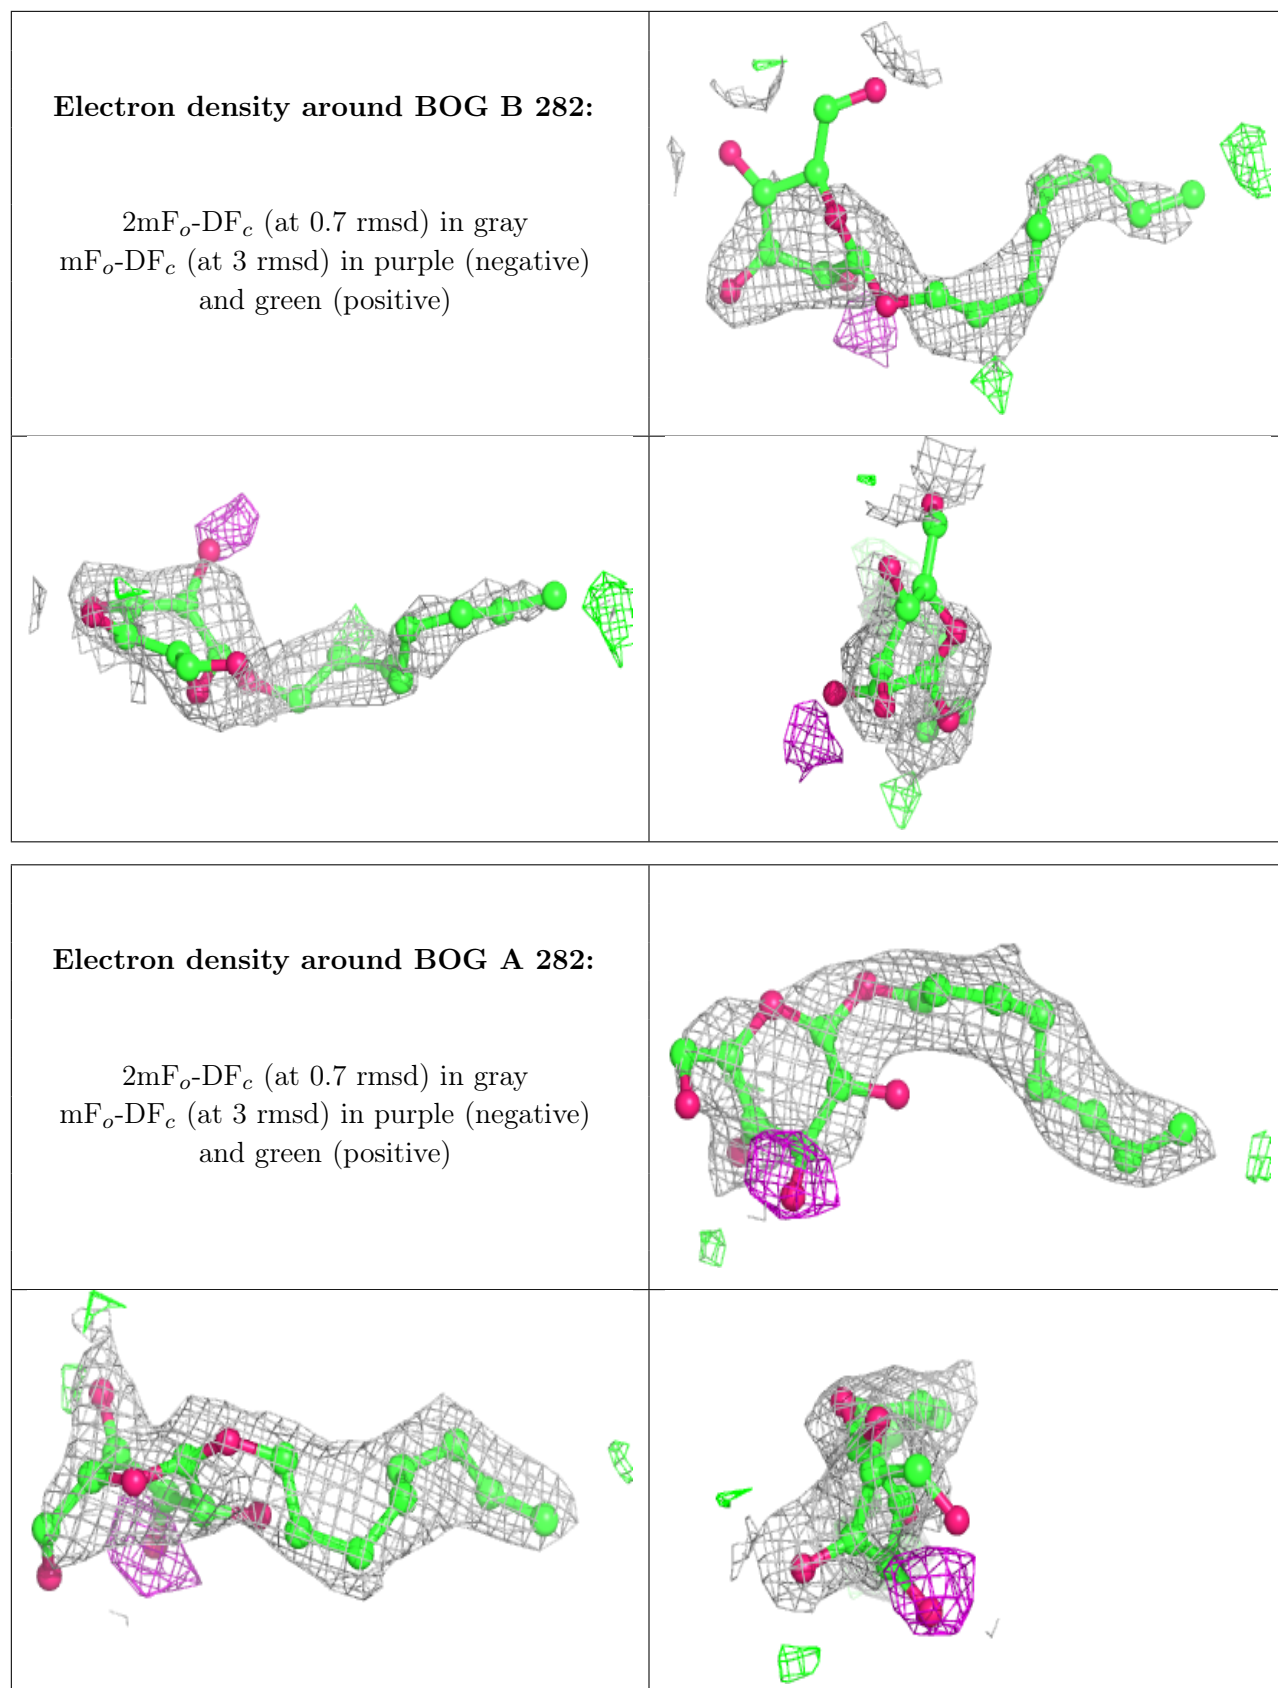 Electron density around BOG B 282:
2mFₒ-DF𝒸 (at 0.7 rmsd) in gray
mFₒ-DF𝒸 (at 3 rmsd) in purple (negative)
and green (positive)
Electron density around BOG A 282:
2mFₒ-DF𝒸 (at 0.7 rmsd) in gray
mFₒ-DF𝒸 (at 3 rmsd) in purple (negative)
and green (positive)